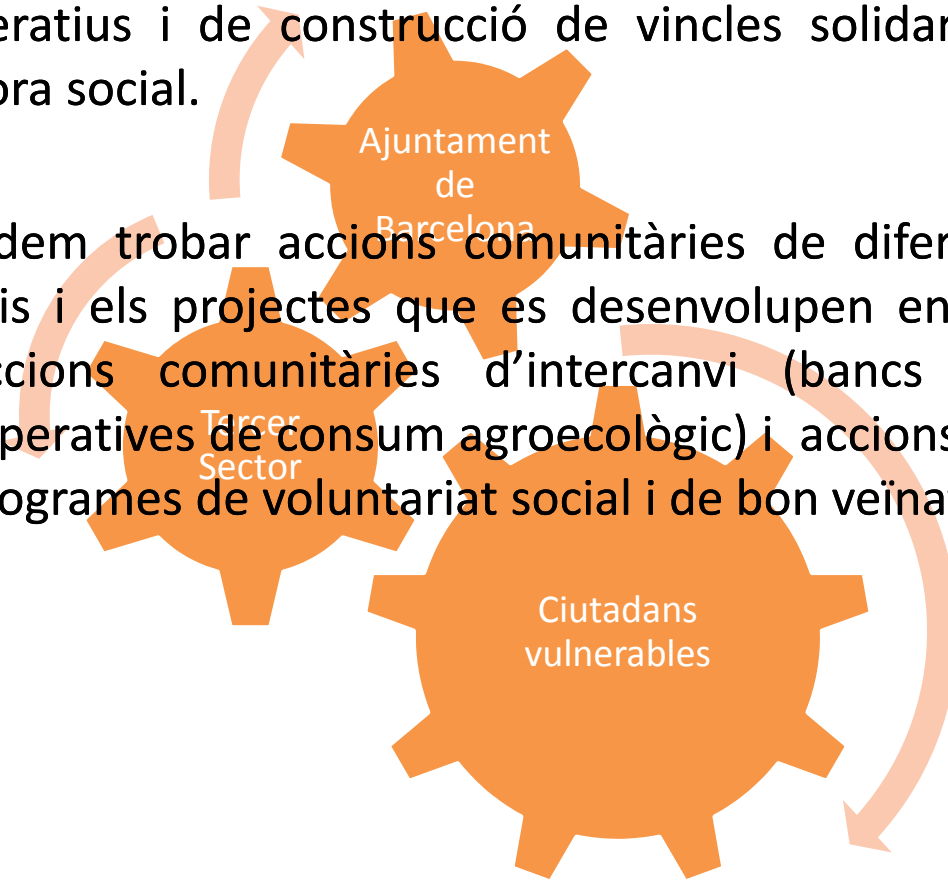 eratius i de construcció de vincles solidar
ora social.
dem trobar accions comunitàries de difer
is i els projectes que es desenvolupen en
ccions comunitàries d’intercanvi (bancs
peratives de consum agroecològic) i accions
ogrames de voluntariat social i de bon veïna
Ajuntament
de
Barcelona
Tercer
Sector
Ciutadans
vulnerables